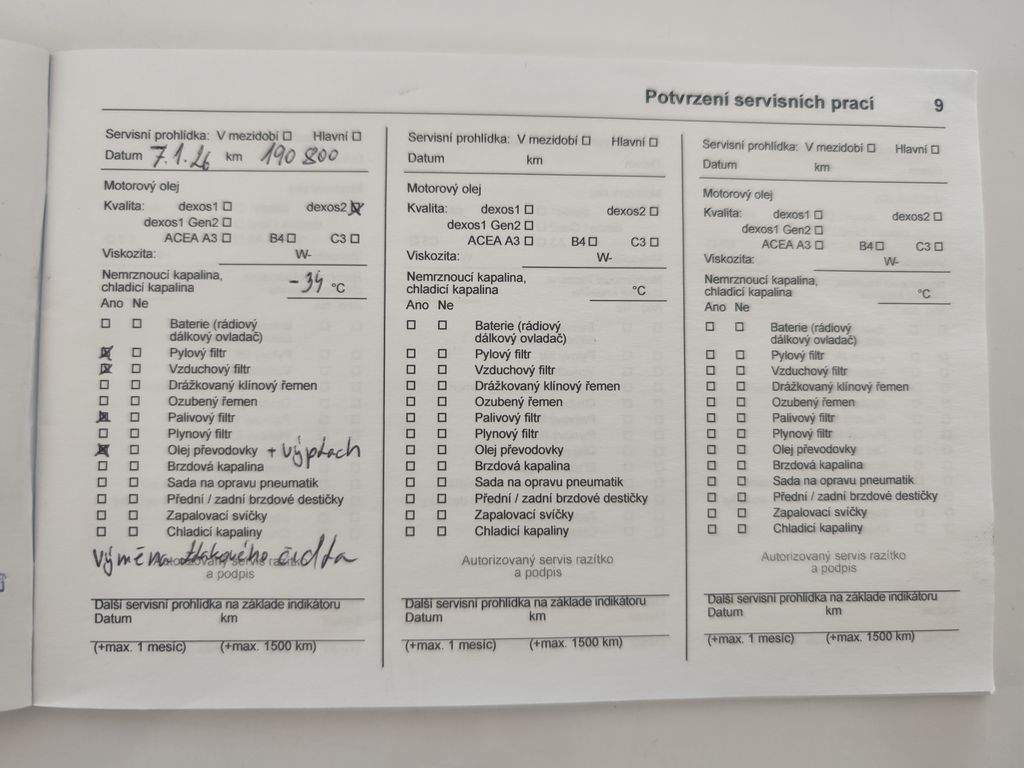 Potvrzení servisních prací 9
Servisní prohlídka: V mezidobí ☐ Hlavní ☐
Datum 7.1.26 km 190 800
Motorový olej
Kvalita: dexos1 ☐ dexos2 ☒
dexos1 Gen2 ☐
ACEA A3 ☐ B4 ☐ C3 ☐
Viskozita: W-
Nemrznoucí kapalina,
chladicí kapalina -34 °C
Ano Ne
☐ ☐ Baterie (rádiový
dálkový ovladač)
☒ ☐ Pylový filtr
☒ ☐ Vzduchový filtr
☐ ☐ Drážkovaný klínový řemen
☐ ☐ Ozubený řemen
☒ ☐ Palivový filtr
☐ ☐ Plynový filtr
☒ ☐ Olej převodovky + výplach
☐ ☐ Brzdová kapalina
☐ ☐ Sada na opravu pneumatik
☐ ☐ Přední / zadní brzdové destičky
☐ ☐ Zapalovací svíčky
☐ ☐ Chladicí kapaliny
výměna tlakového čidla
Autorizovaný servis razítko
a podpis
Další servisní prohlídka na základe indikátoru
Datum km
(+max. 1 mesíc) (+max. 1500 km)
Servisní prohlídka: V mezidobí ☐ Hlavní ☐
Datum km
Motorový olej
Kvalita: dexos1 ☐ dexos2 ☐
dexos1 Gen2 ☐
ACEA A3 ☐ B4 ☐ C3 ☐
Viskozita: W-
Nemrznoucí kapalina,
chladicí kapalina °C
Ano Ne
☐ ☐ Baterie (rádiový
dálkový ovladač)
☐ ☐ Pylový filtr
☐ ☐ Vzduchový filtr
☐ ☐ Drážkovaný klínový řemen
☐ ☐ Ozubený řemen
☐ ☐ Palivový filtr
☐ ☐ Plynový filtr
☐ ☐ Olej převodovky
☐ ☐ Brzdová kapalina
☐ ☐ Sada na opravu pneumatik
☐ ☐ Přední / zadní brzdové destičky
☐ ☐ Zapalovací svíčky
☐ ☐ Chladicí kapaliny
Autorizovaný servis razítko
a podpis
Další servisní prohlídka na základe indikátoru
Datum km
(+max. 1 mesíc) (+max. 1500 km)
Servisní prohlídka: V mezidobí ☐ Hlavní ☐
Datum km
Motorový olej
Kvalita: dexos1 ☐ dexos2 ☐
dexos1 Gen2 ☐
ACEA A3 ☐ B4 ☐ C3 ☐
Viskozita: W-
Nemrznoucí kapalina,
chladicí kapalina °C
Ano Ne
☐ ☐ Baterie (rádiový
dálkový ovladač)
☐ ☐ Pylový filtr
☐ ☐ Vzduchový filtr
☐ ☐ Drážkovaný klínový řemen
☐ ☐ Ozubený řemen
☐ ☐ Palivový filtr
☐ ☐ Plynový filtr
☐ ☐ Olej převodovky
☐ ☐ Brzdová kapalina
☐ ☐ Sada na opravu pneumatik
☐ ☐ Přední / zadní brzdové destičky
☐ ☐ Zapalovací svíčky
☐ ☐ Chladicí kapaliny
Autorizovaný servis razítko
a podpis
Další servisní prohlídka na základe indikátoru
Datum km
(+max. 1 mesíc) (+max. 1500 km)